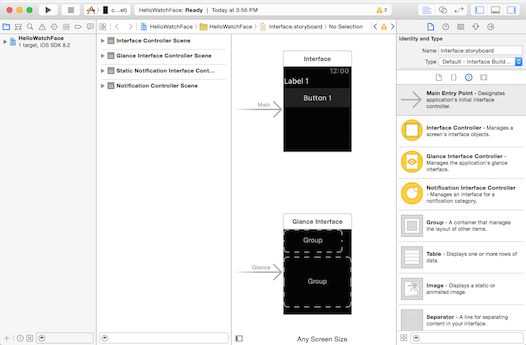 c...et)
HelloWatchFace: Ready | Today at 3:56 PM
2
HelloWatchFace
1 target, iOS SDK 8.2
HelloWatchFace
HelloWatchFace
Interface.storyboard
No Selection
Interface Controller Scene
Glance Interface Controller Scene
Static Notification Interface Cont...
Notification Controller Scene
Interface
12:00
Label 1
Button 1
Main
Glance Interface
Group
Group
Glance
Any Screen Size
Identity and Type
Name Interface.storyboard
Type Default - Interface Build...
Main Entry Point - Designates
application's initial interface
controller.
Interface Controller - Manages a
screen's interface objects.
Glance Interface Controller -
Manages the application's glance
interface.
Notification Interface Controller
- Manages an interface for a
notification category.
Group - A container that manages
the layout of other items.
Table - Displays one or more rows of
data.
Image - Displays a static or
animated image.
Separator - A line for separating
content in your interface.